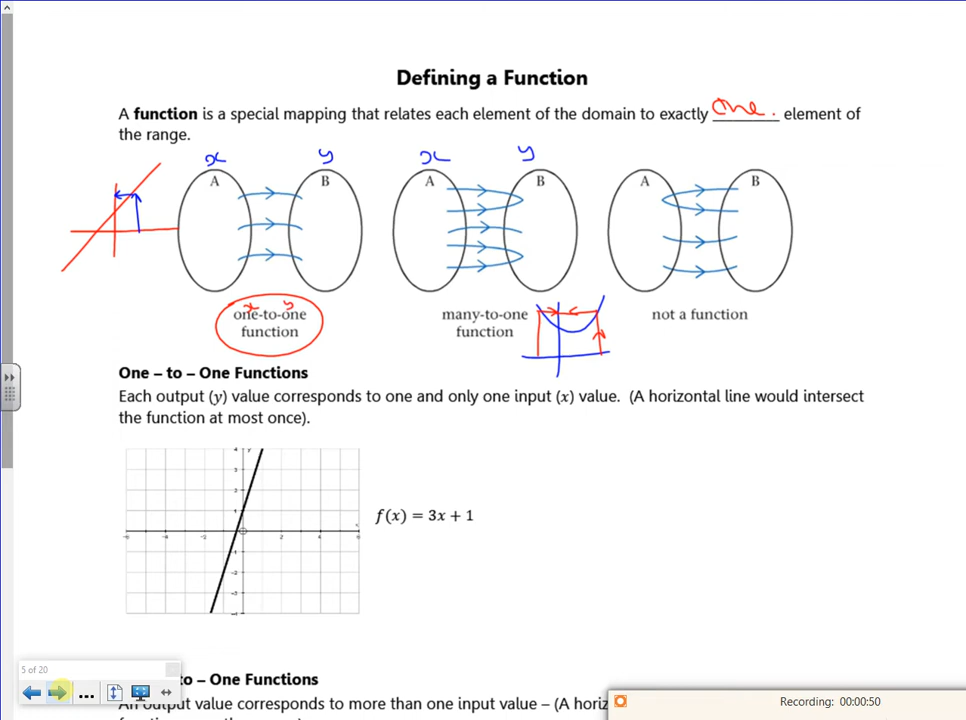 Defining a Function
A function is a special mapping that relates each element of the domain to exactly one. element of
the range.
x y x y
A B A B A B
one-to-one many-to-one not a function
x y
function function
One – to – One Functions
Each output (y) value corresponds to one and only one input (x) value. (A horizontal line would intersect
the function at most once).
f(x) = 3x + 1
5 of 20
to – One Functions
An output value corresponds to more than one input value – (A horiz
Recording: 00:00:50